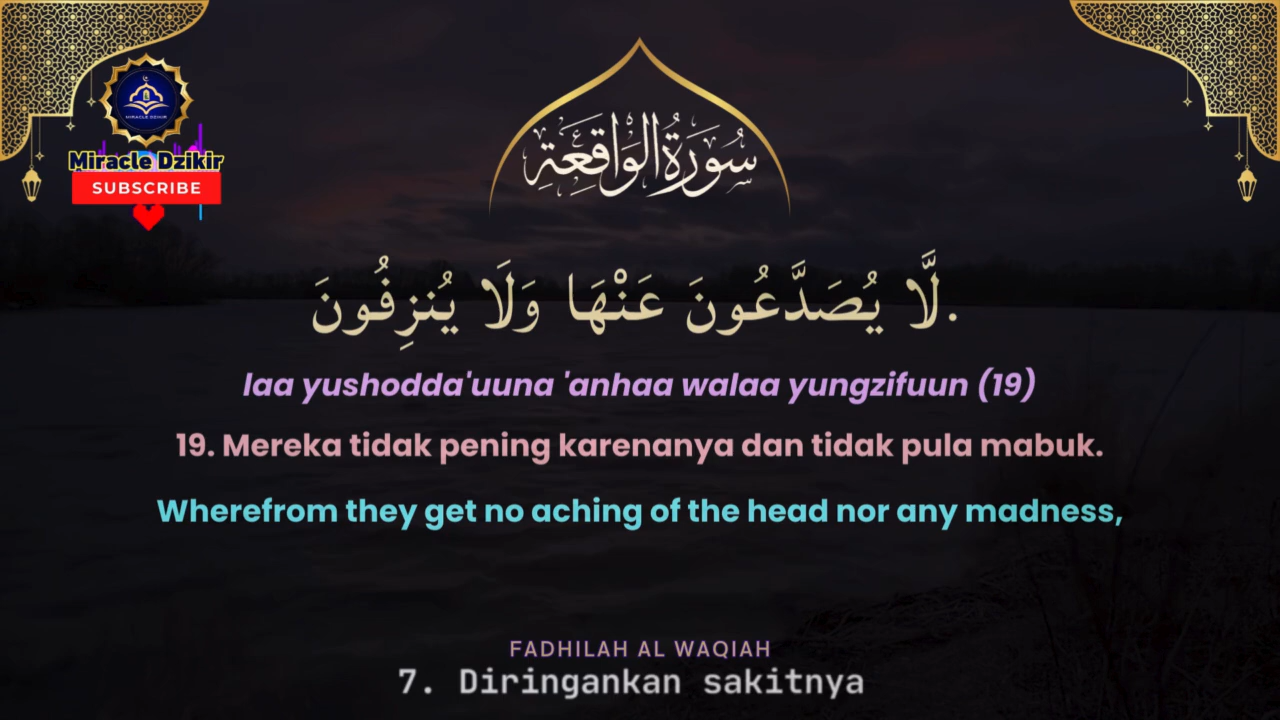 MIRACLE DZIKIR
Miracle Dzikir
SUBSCRIBE
سُورَةُ الْوَاقِعَة
لَّا يُصَدَّعُونَ عَنْهَا وَلَا يُنزِفُونَ.
laa yushodda'uuna 'anhaa walaa yungzifuun (19)
19. Mereka tidak pening karenanya dan tidak pula mabuk.
Wherefrom they get no aching of the head nor any madness,
FADHILAH AL WAQIAH
7. Diringankan sakitnya